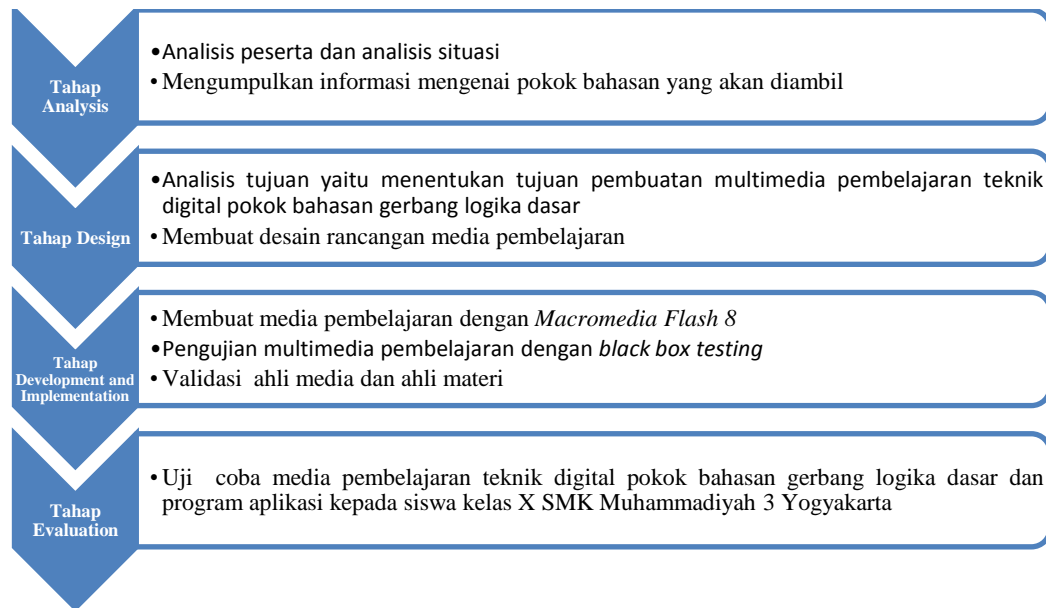 Tahap
Analysis
•Analisis peserta dan analisis situasi
• Mengumpulkan informasi mengenai pokok bahasan yang akan diambil
Tahap Design
•Analisis tujuan yaitu menentukan tujuan pembuatan multimedia pembelajaran teknik
digital pokok bahasan gerbang logika dasar
• Membuat desain rancangan media pembelajaran
Tahap
Development and
Implementation
• Membuat media pembelajaran dengan Macromedia Flash 8
•Pengujian multimedia pembelajaran dengan black box testing
• Validasi ahli media dan ahli materi
Tahap
Evaluation
• Uji coba media pembelajaran teknik digital pokok bahasan gerbang logika dasar dan
program aplikasi kepada siswa kelas X SMK Muhammadiyah 3 Yogyakarta